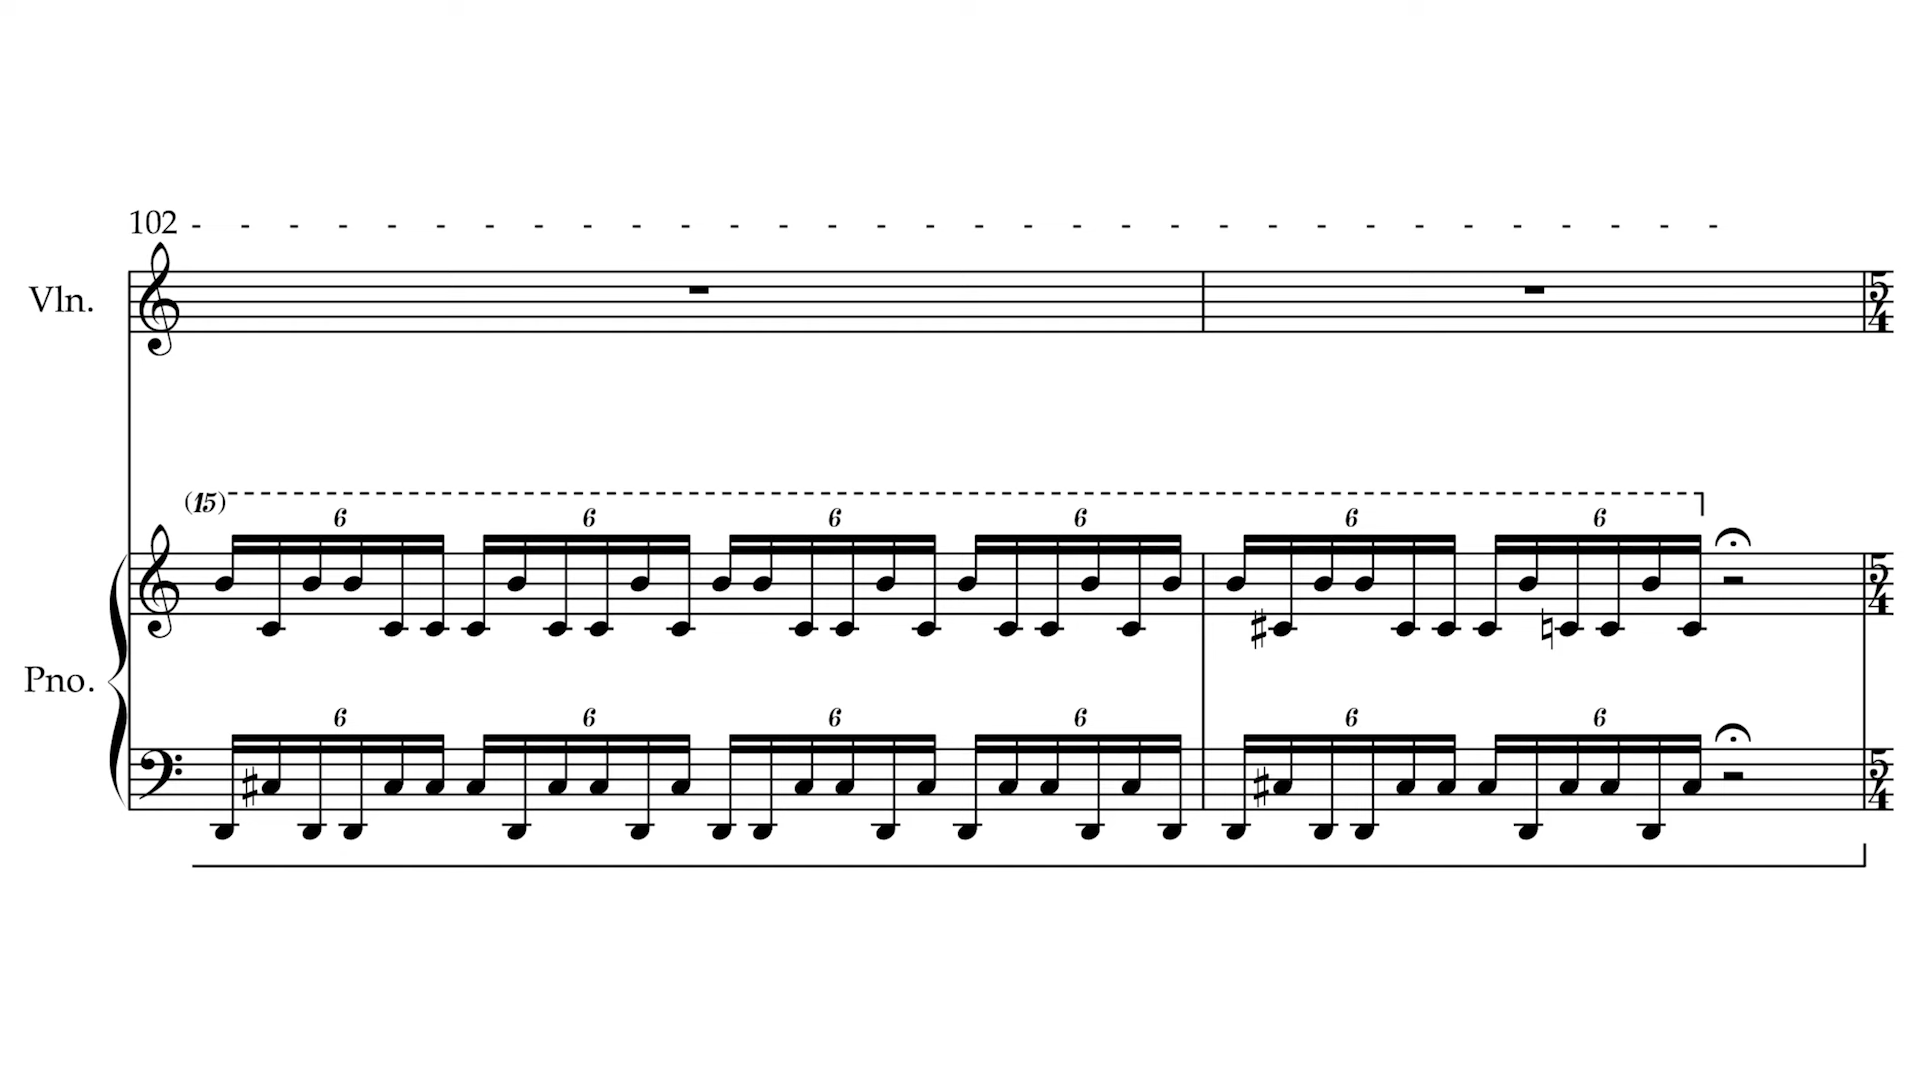 102 - - - - - - - - - - - - - - - - - - - - - - - - - - - - - - - -
Vln.
5
4
(15)
6 6 6 6 6 6
5
4
Pno.
6 6 6 6 6 6
5
4